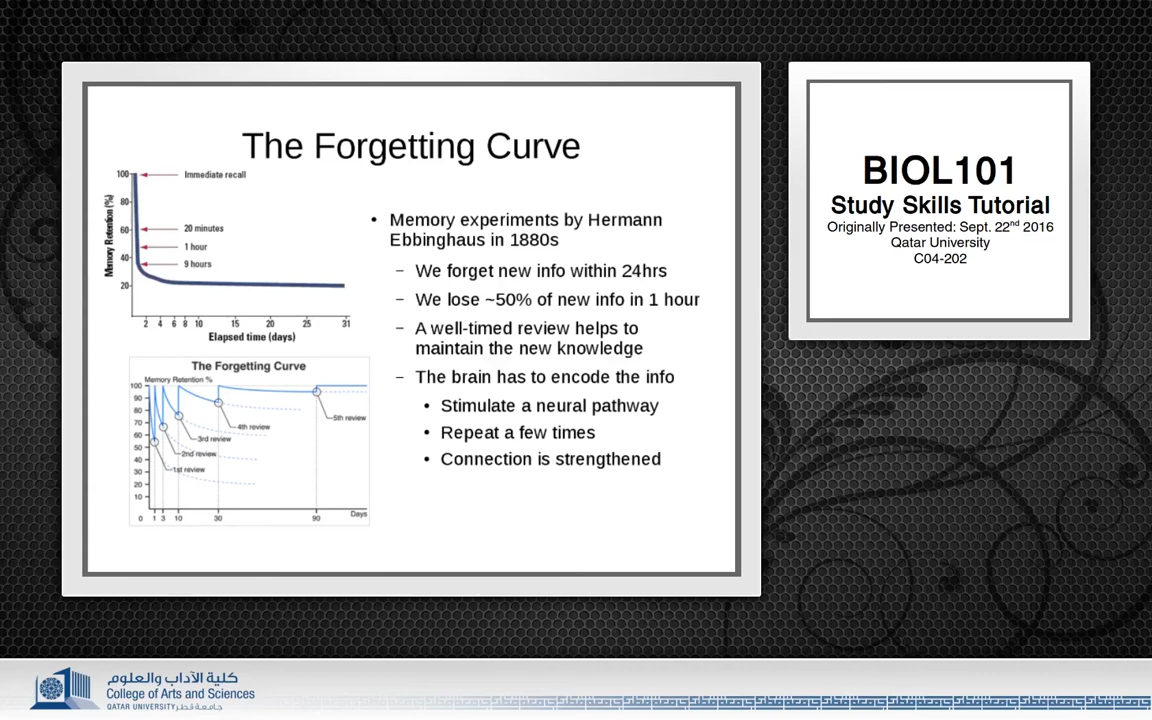 The Forgetting Curve
100
Immediate recall
80
Memory Retention (%)
60
20 minutes
1 hour
40
9 hours
20
2 4 6 8 10 15 20 25 31
Elapsed time (days)
The Forgetting Curve
Memory Retention %
100
90
80
70
60
50
40
30
20
10
5th review
4th review
3rd review
2nd review
1st review
0 1 3 10 30 90 Days
• Memory experiments by Hermann
Ebbinghaus in 1880s
– We forget new info within 24hrs
– We lose ~50% of new info in 1 hour
– A well-timed review helps to
maintain the new knowledge
– The brain has to encode the info
• Stimulate a neural pathway
• Repeat a few times
• Connection is strengthened
BIOL101
Study Skills Tutorial
Originally Presented: Sept. 22nd 2016
Qatar University
C04-202
كلية الآداب والعلوم
College of Arts and Sciences
QATAR UNIVERSITY جامعة قطر